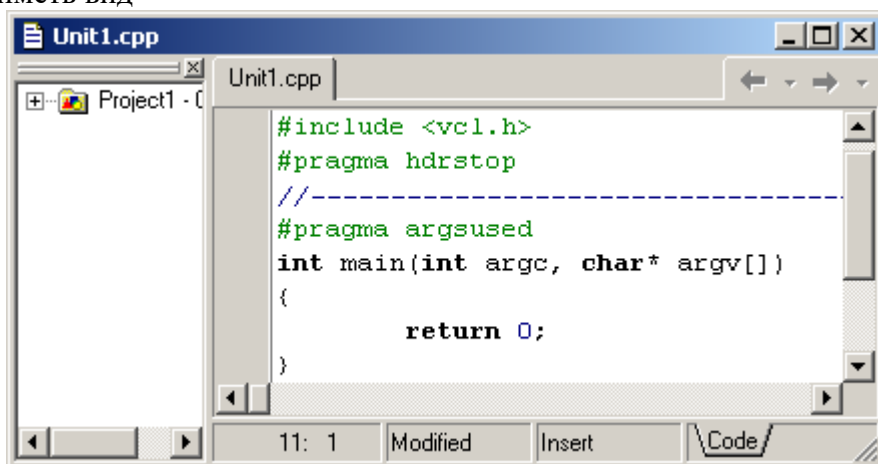 иметь вид
Unit1.cpp
Project1 - C
Unit1.cpp
#include <vcl.h>
#pragma hdrstop
//----------------------------------
#pragma argsused
int main(int argc, char* argv[])
{
return 0;
}
11: 1 Modified Insert \Code/